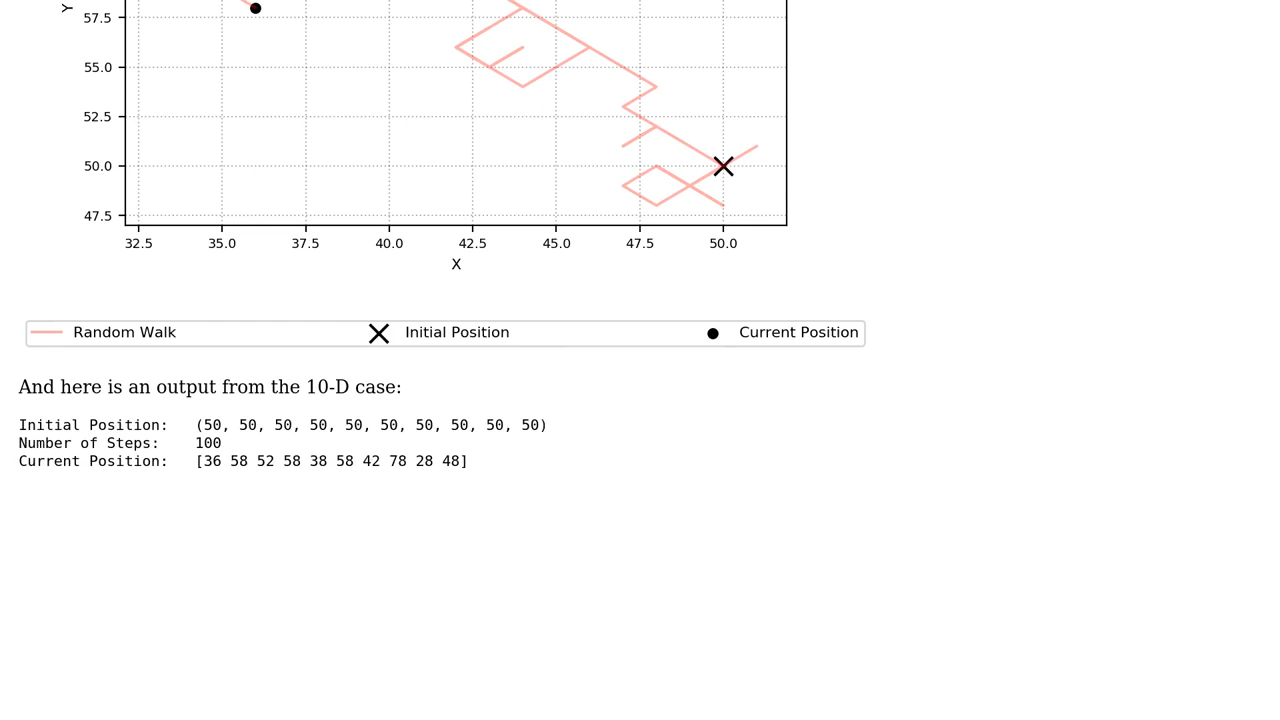 Y
57.5
55.0
52.5
50.0
47.5
32.5 35.0 37.5 40.0 42.5 45.0 47.5 50.0
X
Random Walk Initial Position Current Position
And here is an output from the 10-D case:
Initial Position: (50, 50, 50, 50, 50, 50, 50, 50, 50, 50)
Number of Steps: 100
Current Position: [36 58 52 58 38 58 42 78 28 48]